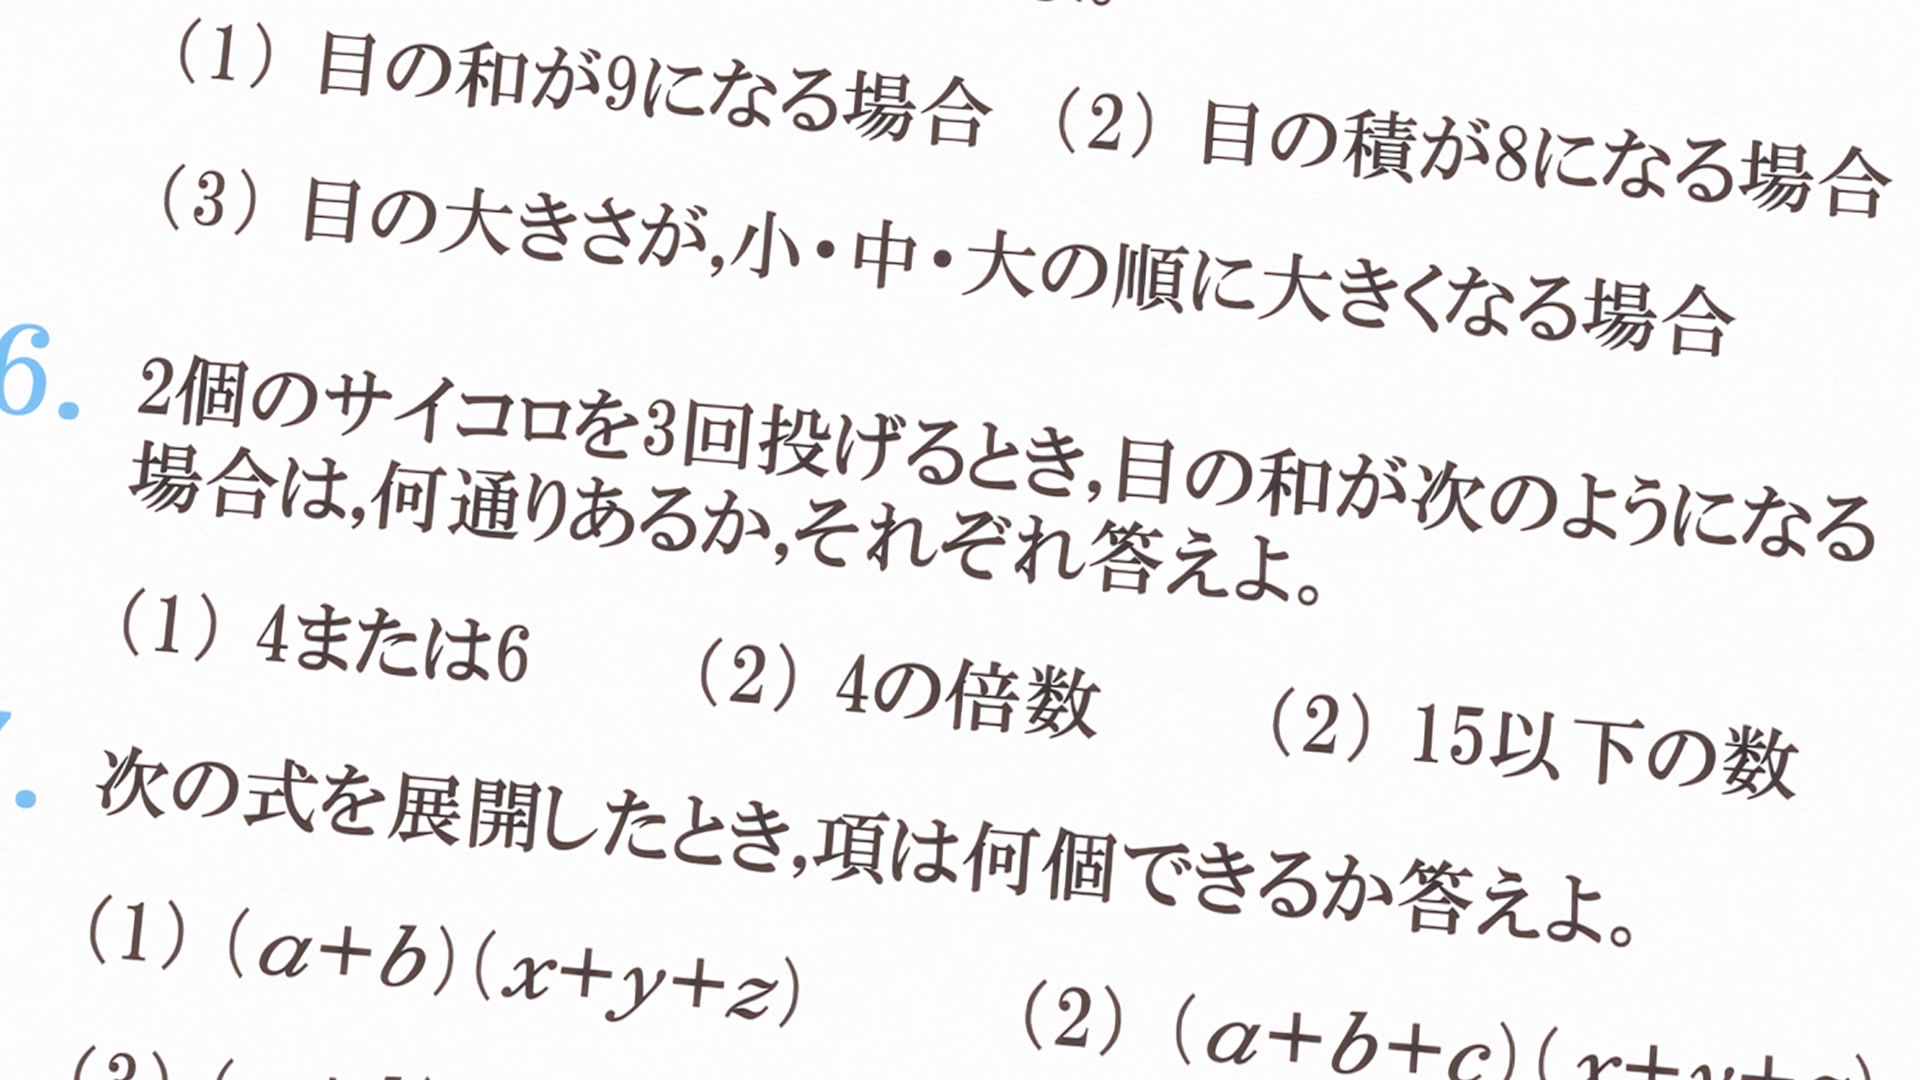 (1) 目の和が9になる場合 (2) 目の積が8になる場合
(3) 目の大きさが,小・中・大の順に大きくなる場合
6. 2個のサイコロを3回投げるとき,目の和が次のようになる
場合は,何通りあるか,それぞれ答えよ。
(1) 4または6 (2) 4の倍数 (2) 15以下の数
次の式を展開したとき,項は何個できるか答えよ。
(1) (a+b)(x+y+z) (2) (a+b+c)(x+y+z)
(3)